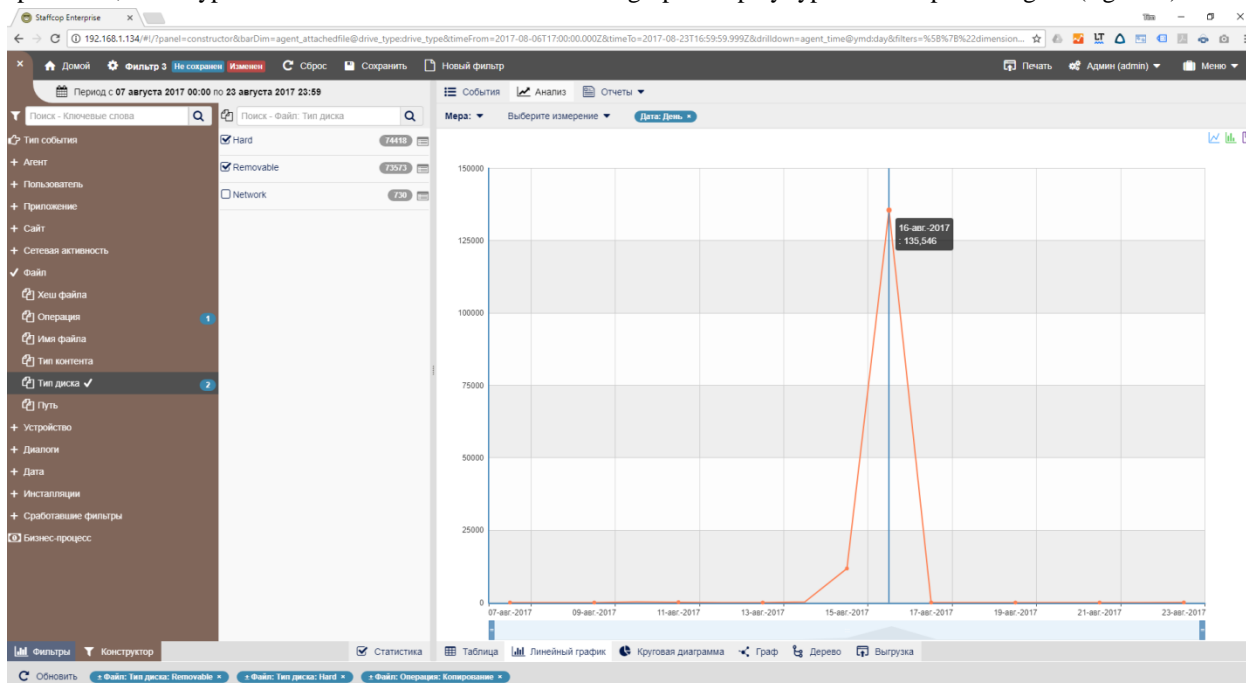 Staffcop Enterprise
192.168.1.134/#!/?panel=constructor&barDim=agent_attachedfile@drive_type:drive_type&timeFrom=2017-08-06T17:00:00.000Z&timeTo=2017-08-23T16:59:59.999Z&drilldown=agent_time@ymd:day&filters=%5B%7B%22dimension...
Домой Фильтр 3 Не сохранен Изменен Сброс Сохранить Новый фильтр Печать Админ (admin) Меню
Период с 07 августа 2017 00:00 по 23 августа 2017 23:59
События Анализ Отчеты
Поиск - Ключевые слова
Поиск - Файл: Тип диска
Мера: Выберите измерение Дата: День. ×
Тип события
+ Агент
+ Пользователь
+ Приложение
+ Сайт
+ Сетевая активность
Файл
Хеш файла
Операция 1
Имя файла
Тип контента
Тип диска 2
Путь
+ Устройство
+ Диалоги
+ Дата
+ Инсталляции
+ Сработавшие фильтры
Бизнес-процесс
Hard 74418
Removable 73573
Network 730
150000
125000
100000
75000
50000
25000
0
16-авг.-2017
: 135,546
07-авг.-2017 09-авг.-2017 11-авг.-2017 13-авг.-2017 15-авг.-2017 17-авг.-2017 19-авг.-2017 21-авг.-2017 23-авг.-2017
Фильтры Конструктор Статистика Таблица Линейный график Круговая диаграмма Граф Дерево Выгрузка
Обновить ± Файл: Тип диска: Removable × ± Файл: Тип диска: Hard × ± Файл: Операция: Копирование ×